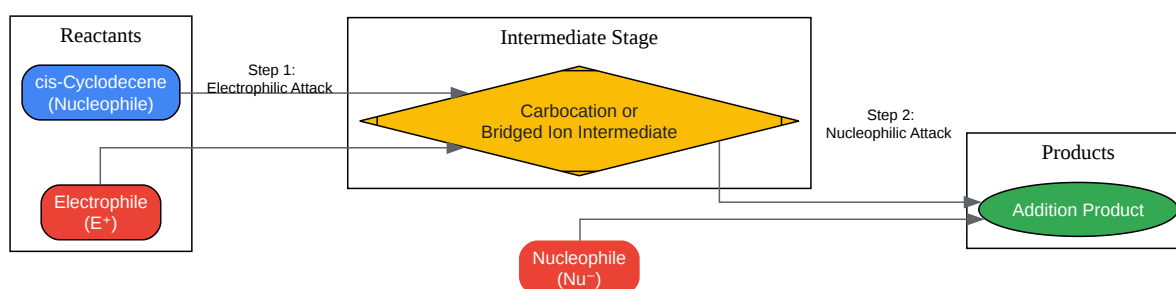 Reactants
cis-Cyclodecene
(Nucleophile)
Electrophile
(E⁺)
Step 1:
Electrophilic Attack
Intermediate Stage
Carbocation or
Bridged Ion Intermediate
Step 2:
Nucleophilic Attack
Nucleophile
(Nu⁻)
Products
Addition Product